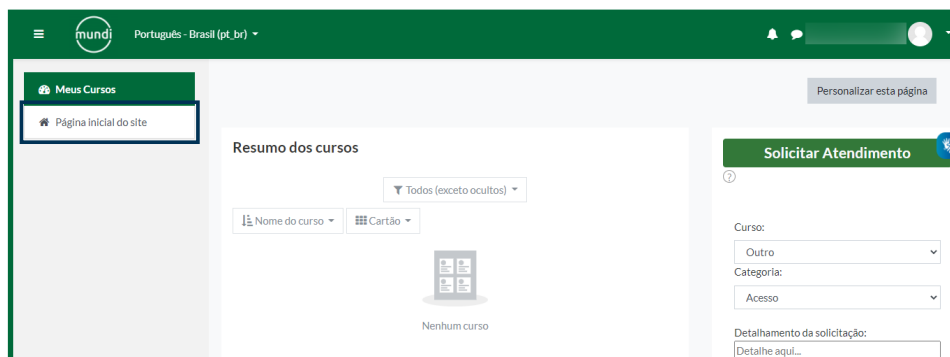 mundi
Português - Brasil (pt_br)
Meus Cursos
Página inicial do site
Personalizar esta página
Resumo dos cursos
Todos (exceto ocultos)
Nome do curso
Cartão
Nenhum curso
Solicitar Atendimento
?
Curso:
Outro
Categoria:
Acesso
Detalhamento da solicitação:
Detalhe aqui...